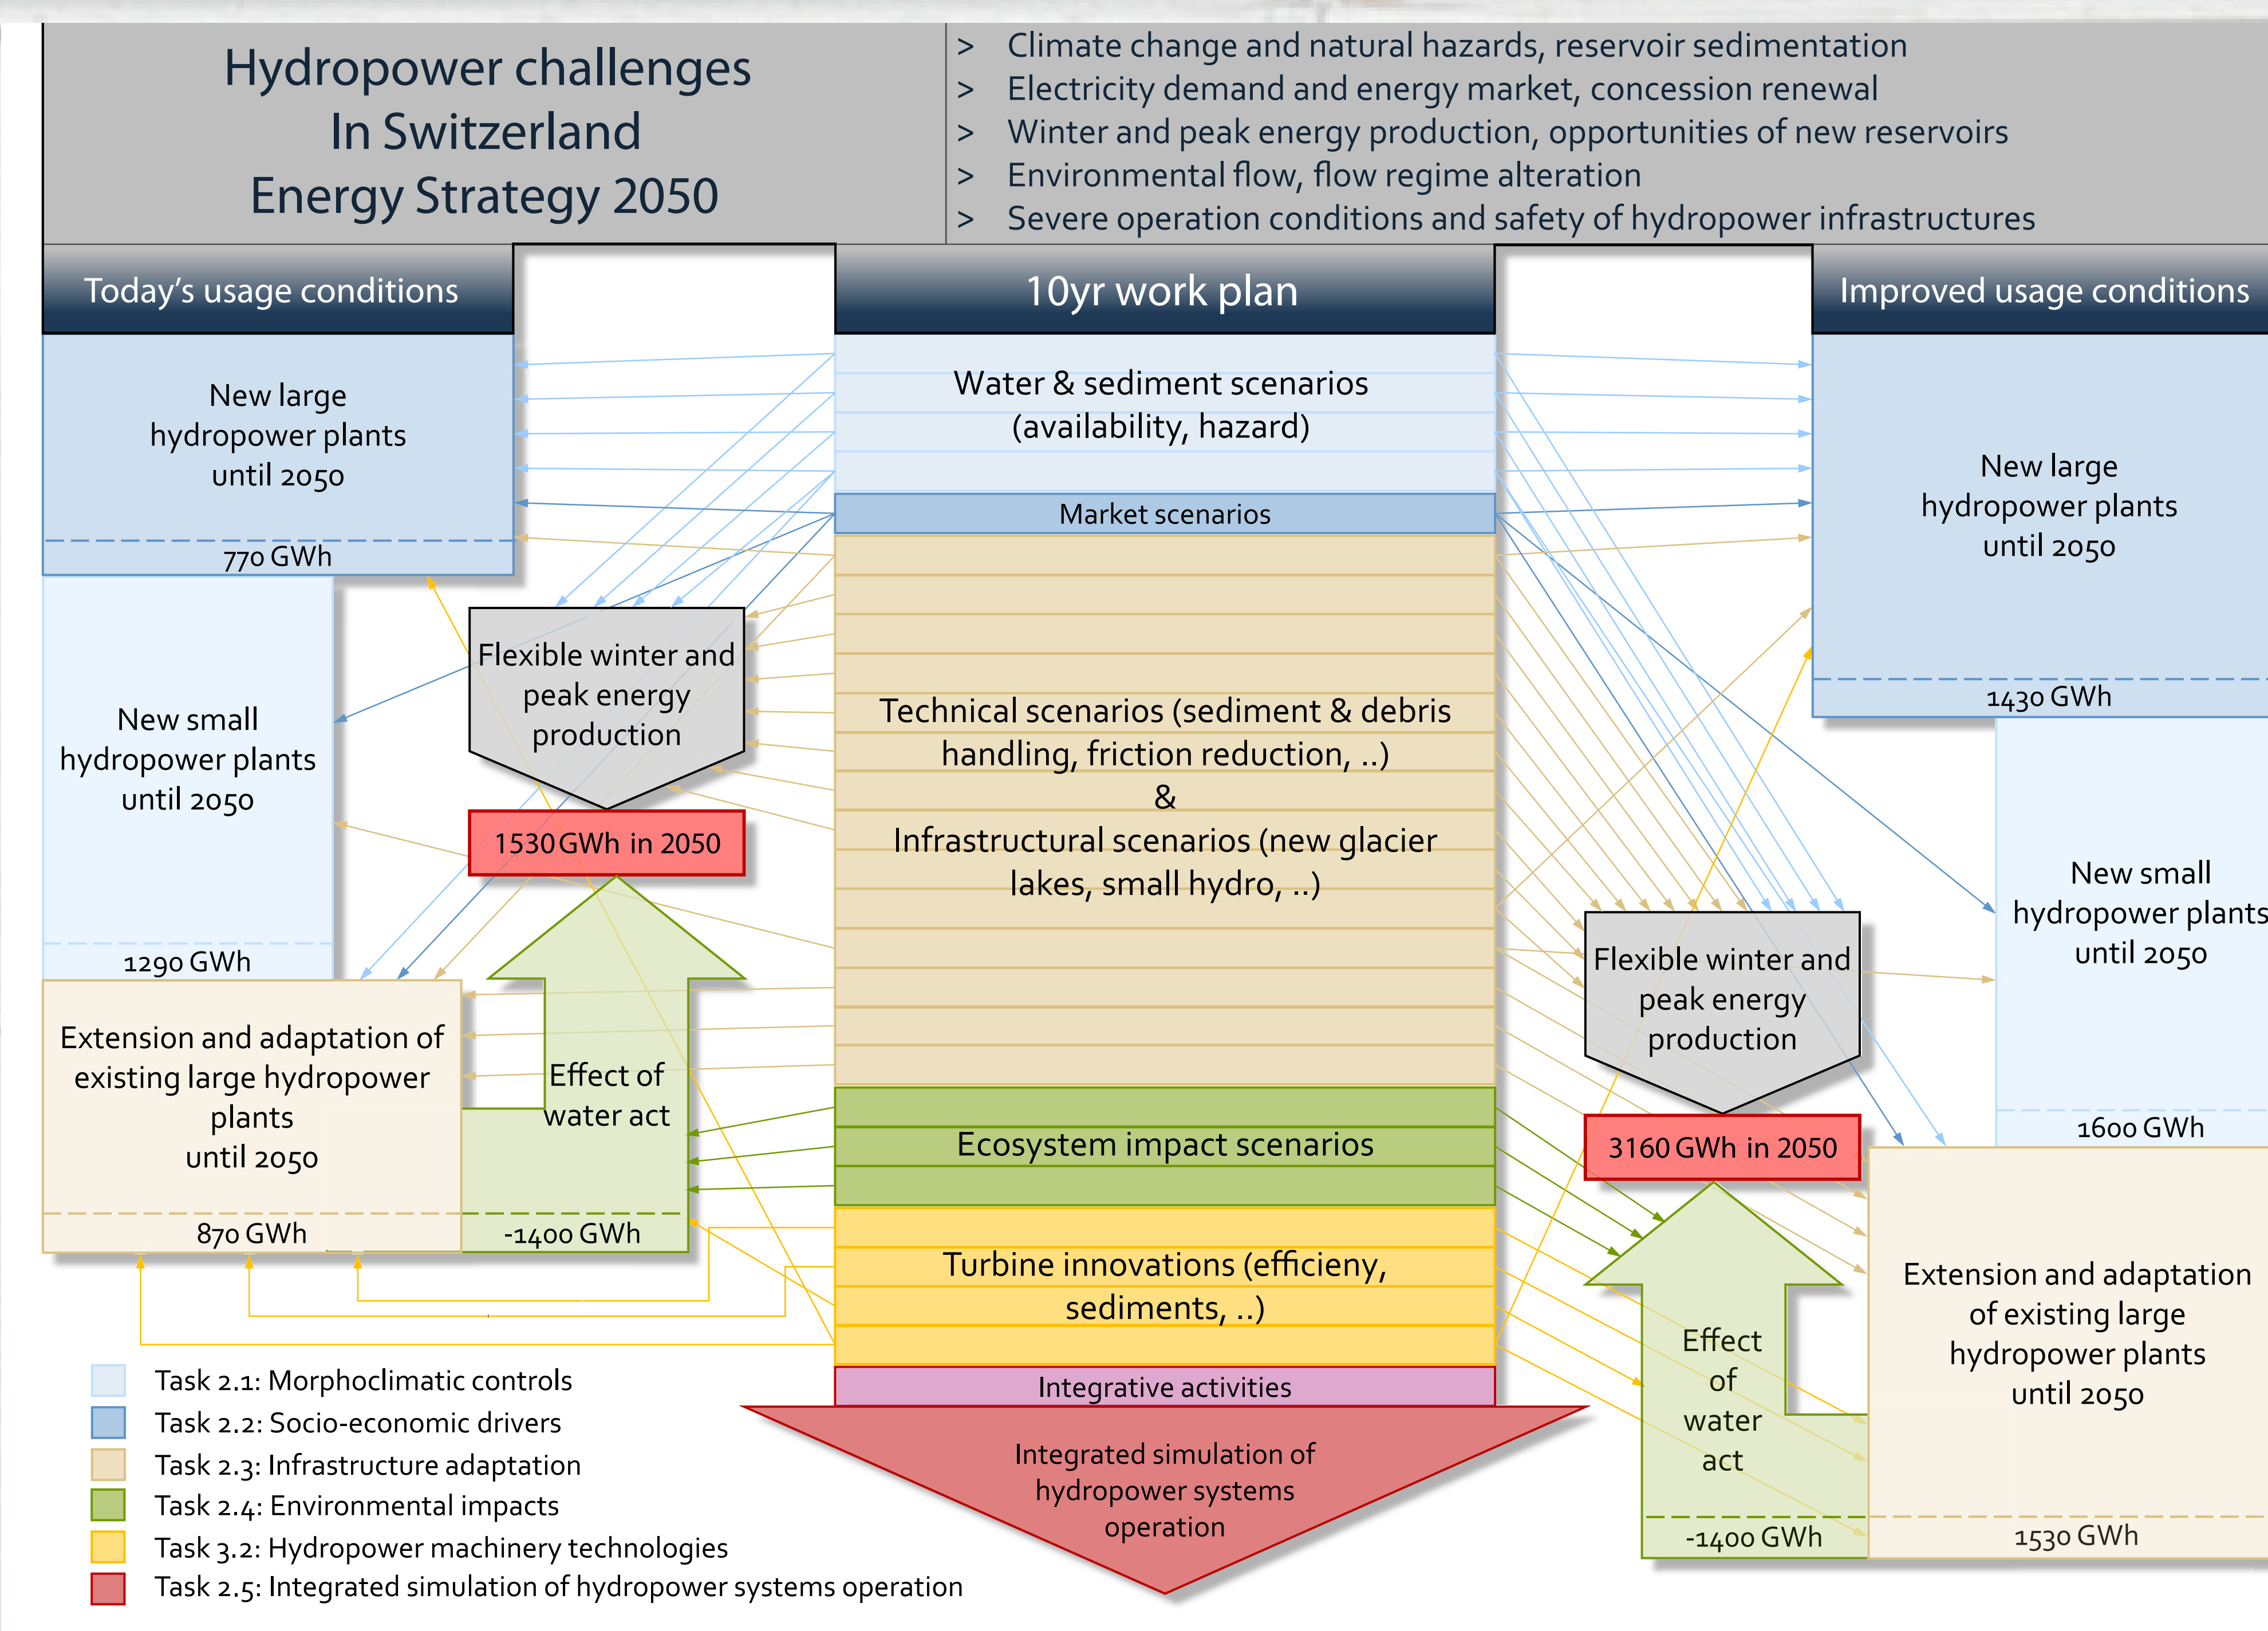 Hydropower challenges
In Switzerland
Energy Strategy 2050
> Climate change and natural hazards, reservoir sedimentation
> Electricity demand and energy market, concession renewal
> Winter and peak energy production, opportunities of new reservoirs
> Environmental flow, flow regime alteration
> Severe operation conditions and safety of hydropower infrastructures
Today's usage conditions
New large
hydropower plants
until 2050
770 GWh
New small
hydropower plants
until 2050
1290 GWh
Extension and adaptation of
existing large hydropower
plants
until 2050
870 GWh
Flexible winter and
peak energy
production
1530 GWh in 2050
Effect of
water act
-1400 GWh
10yr work plan
Water & sediment scenarios
(availability, hazard)
Market scenarios
Technical scenarios (sediment & debris
handling, friction reduction, ..)
&
Infrastructural scenarios (new glacier
lakes, small hydro, ..)
Ecosystem impact scenarios
Turbine innovations (efficieny,
sediments, ..)
Integrative activities
Integrated simulation of
hydropower systems
operation
Improved usage conditions
New large
hydropower plants
until 2050
1430 GWh
New small
hydropower plants
until 2050
1600 GWh
Flexible winter and
peak energy
production
3160 GWh in 2050
Effect
of
water
act
-1400 GWh
Extension and adaptation
of existing large
hydropower plants
until 2050
1530 GWh
Task 2.1: Morphoclimatic controls
Task 2.2: Socio-economic drivers
Task 2.3: Infrastructure adaptation
Task 2.4: Environmental impacts
Task 3.2: Hydropower machinery technologies
Task 2.5: Integrated simulation of hydropower systems operation